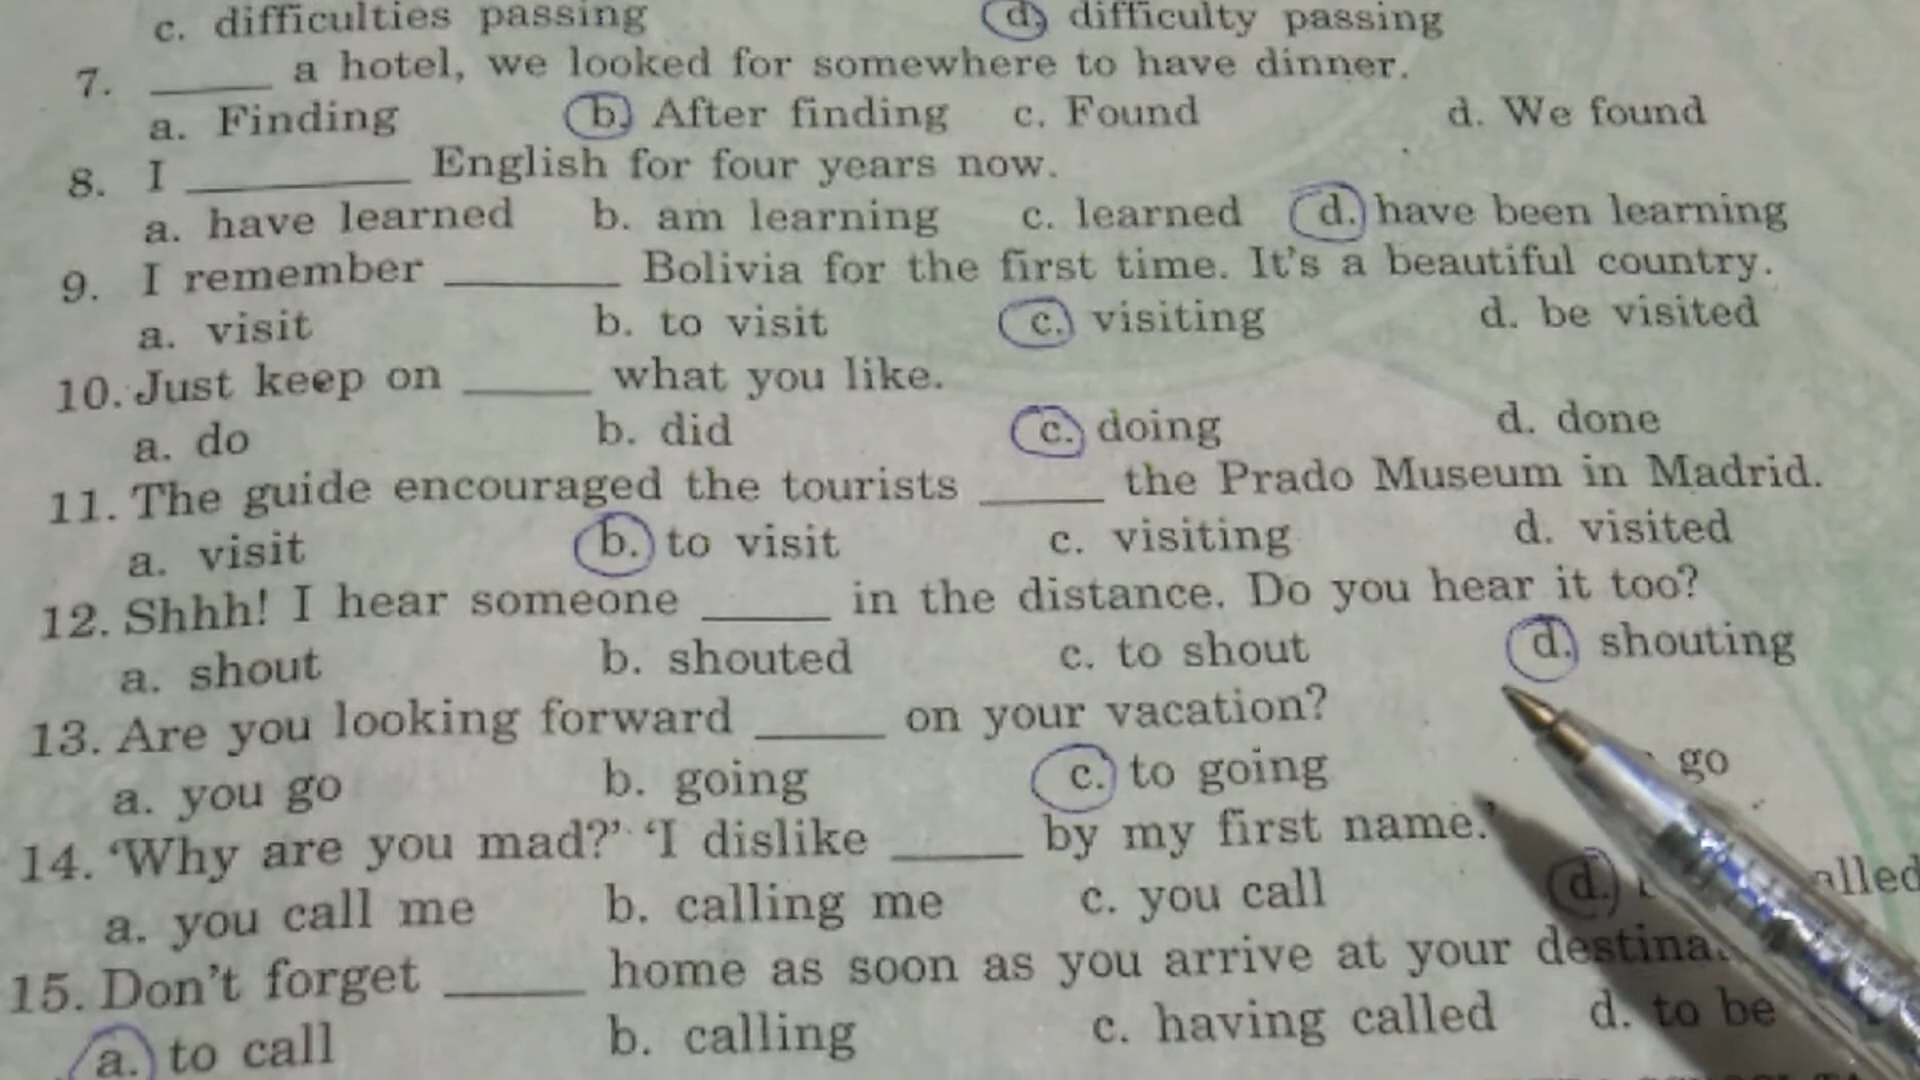 c. difficulties passing d. difficulty passing
7. _____ a hotel, we looked for somewhere to have dinner.
a. Finding b. After finding c. Found d. We found
8. I _____ English for four years now.
a. have learned b. am learning c. learned d. have been learning
9. I remember _____ Bolivia for the first time. It's a beautiful country.
a. visit b. to visit c. visiting d. be visited
10. Just keep on _____ what you like.
a. do b. did c. doing d. done
11. The guide encouraged the tourists _____ the Prado Museum in Madrid.
a. visit b. to visit c. visiting d. visited
12. Shhh! I hear someone _____ in the distance. Do you hear it too?
a. shout b. shouted c. to shout d. shouting
13. Are you looking forward _____ on your vacation?
a. you go b. going c. to going go
14. 'Why are you mad?' 'I dislike _____ by my first name.'
a. you call me b. calling me c. you call d.
15. Don't forget _____ home as soon as you arrive at your
a. to call b. calling c. having called d. to be